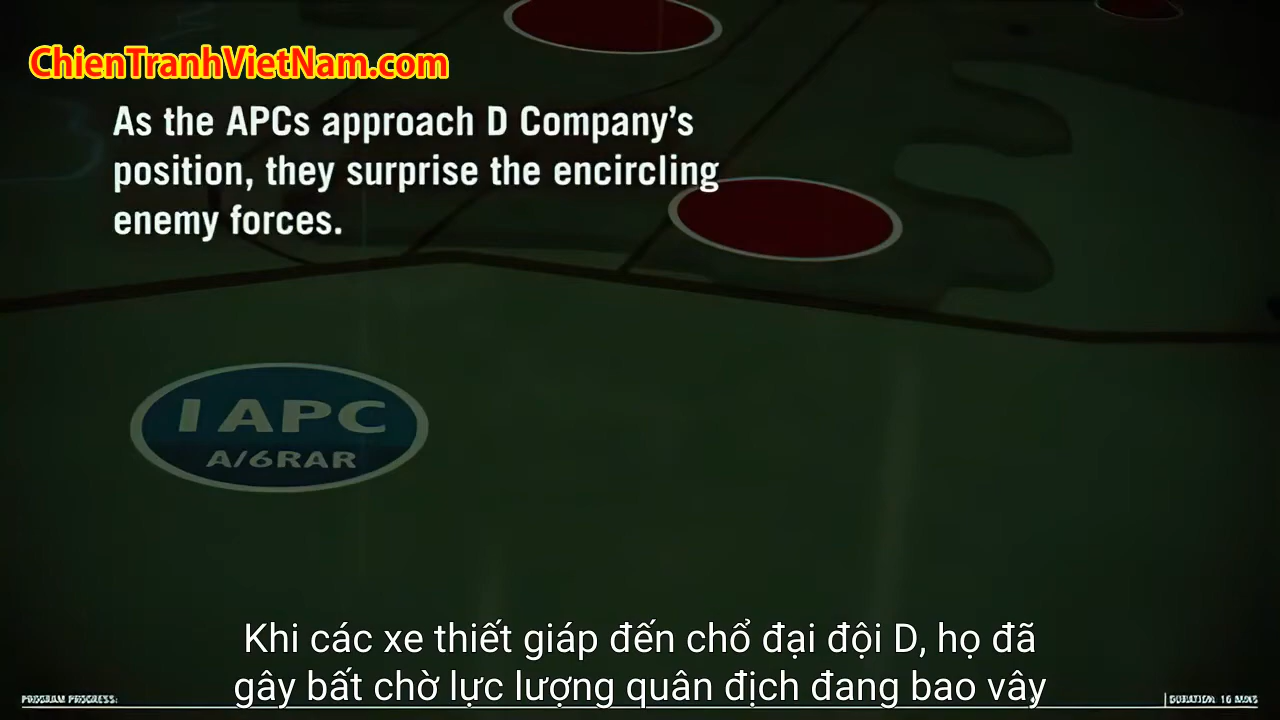 ChienTranhVietNam.com
As the APCs approach D Company's
position, they surprise the encircling
enemy forces.
1 APC
A/6RAR
Khi các xe thiết giáp đến chổ đại đội D, họ đã
gây bất chờ lực lượng quân địch đang bao vây
PROGRAM PROGRESS:
DURATION: 16 MINS